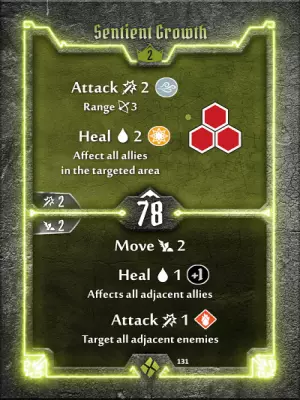 Sentient Growth
2
Attack 2
Range 3
Heal 2
Affect all allies
in the targeted area
2
78
2
Move 2
Heal 1 +1
Affects all adjacent allies
Attack 1
Target all adjacent enemies
131